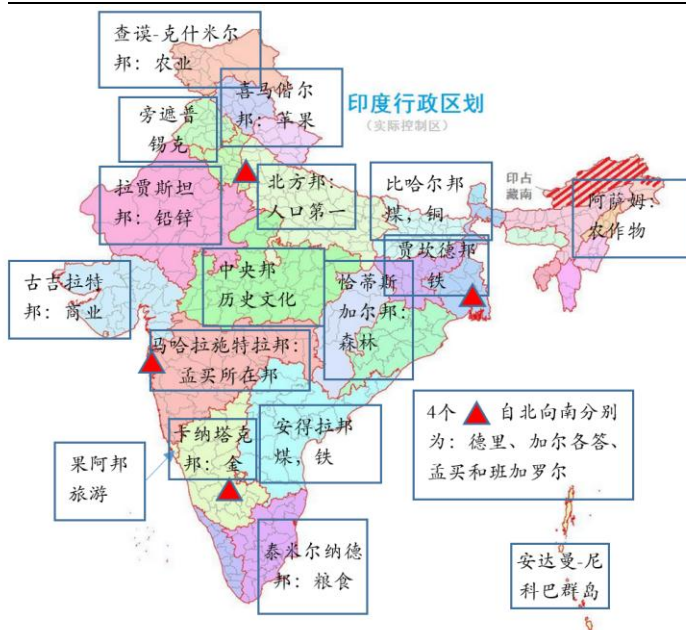 查谟-克什米尔
邦：农业
喜马偕尔
邦：苹果
印度行政区划
（实际控制区）
旁遮普
锡克
拉贾斯坦
邦：铅锌
北方邦：
人口第一
比哈尔邦
煤，铜
印占
藏南
阿萨姆：
农作物
古吉拉特
邦：商业
中央邦
历史文化
恰蒂斯
加尔邦：
森林
贾坎德邦
铁
马哈拉施特拉邦：
孟买所在邦
4个 自北向南分别
为：德里、加尔各答、
孟买和班加罗尔
卡纳塔克
邦：金
安得拉邦
煤，铁
果阿邦
旅游
泰米尔纳德
邦：粮食
安达曼-尼
科巴群岛